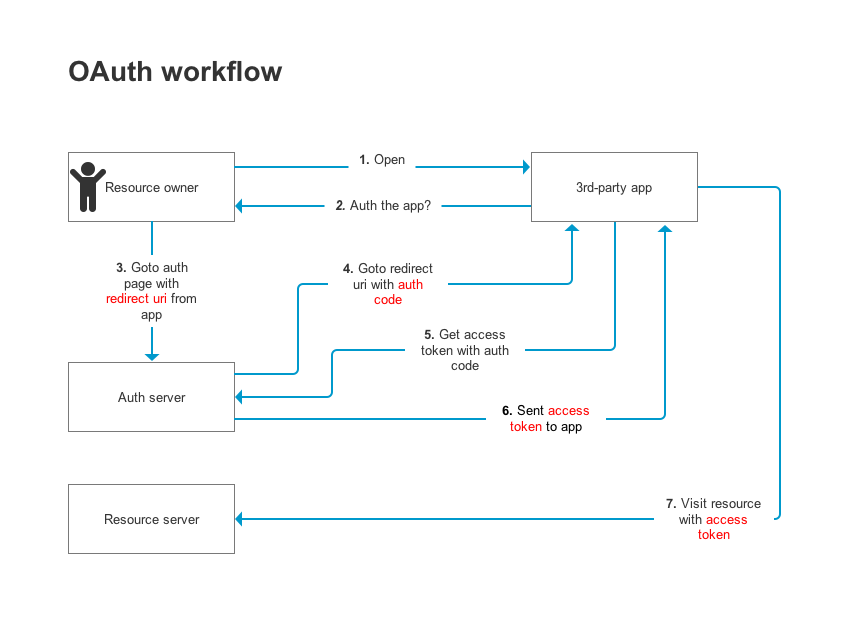 OAuth workflow
1. Open
Resource owner
3rd-party app
2. Auth the app?
3. Goto auth
page with
redirect uri from
app
4. Goto redirect
uri with auth
code
5. Get access
token with auth
code
Auth server
6. Sent access
token to app
7. Visit resource
with access
token
Resource server